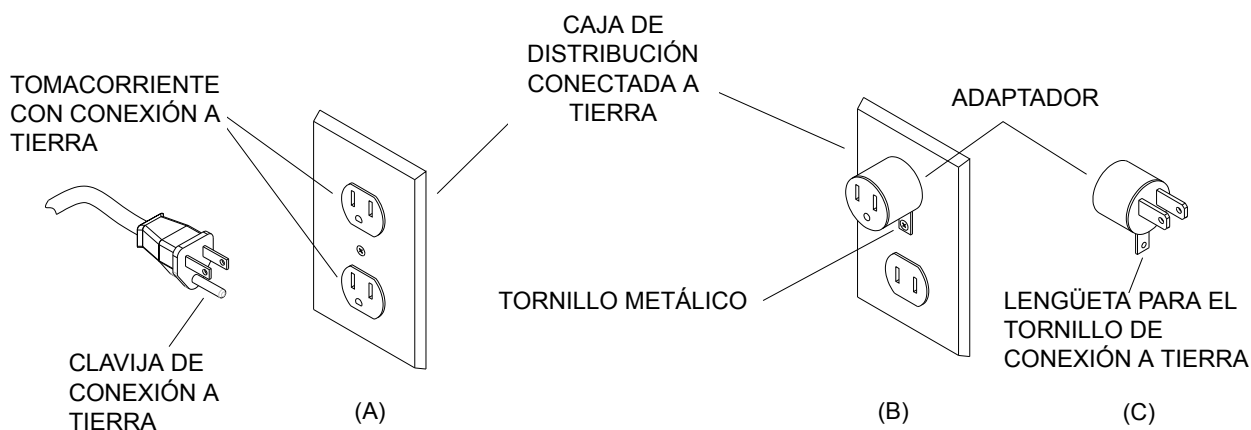 CAJA DE
DISTRIBUCIÓN
CONECTADA A
TIERRA
TOMACORRIENTE
CON CONEXIÓN A
TIERRA
ADAPTADOR
TORNILLO METÁLICO
LENGÜETA PARA EL
TORNILLO DE
CONEXIÓN A TIERRA
CLAVIJA DE
CONEXIÓN A
TIERRA
(A)
(B)
(C)